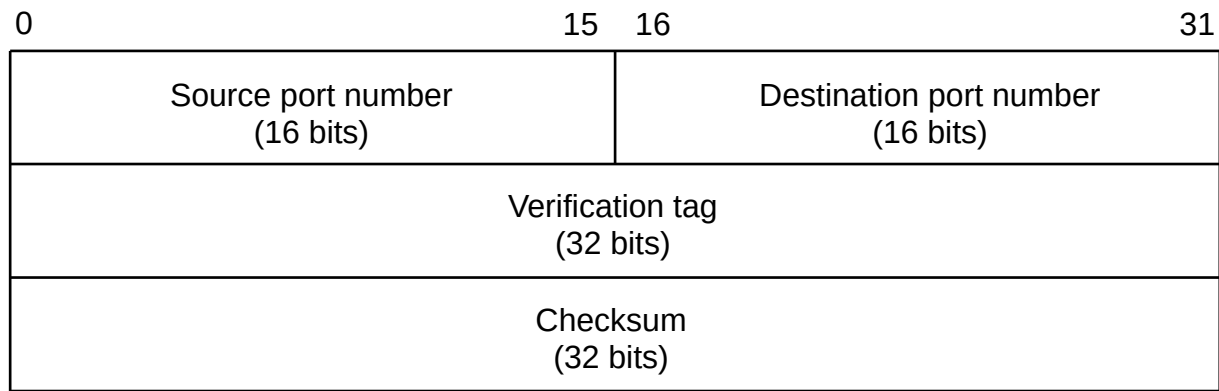 0 15 16 31
Source port number
(16 bits)
Destination port number
(16 bits)
Verification tag
(32 bits)
Checksum
(32 bits)